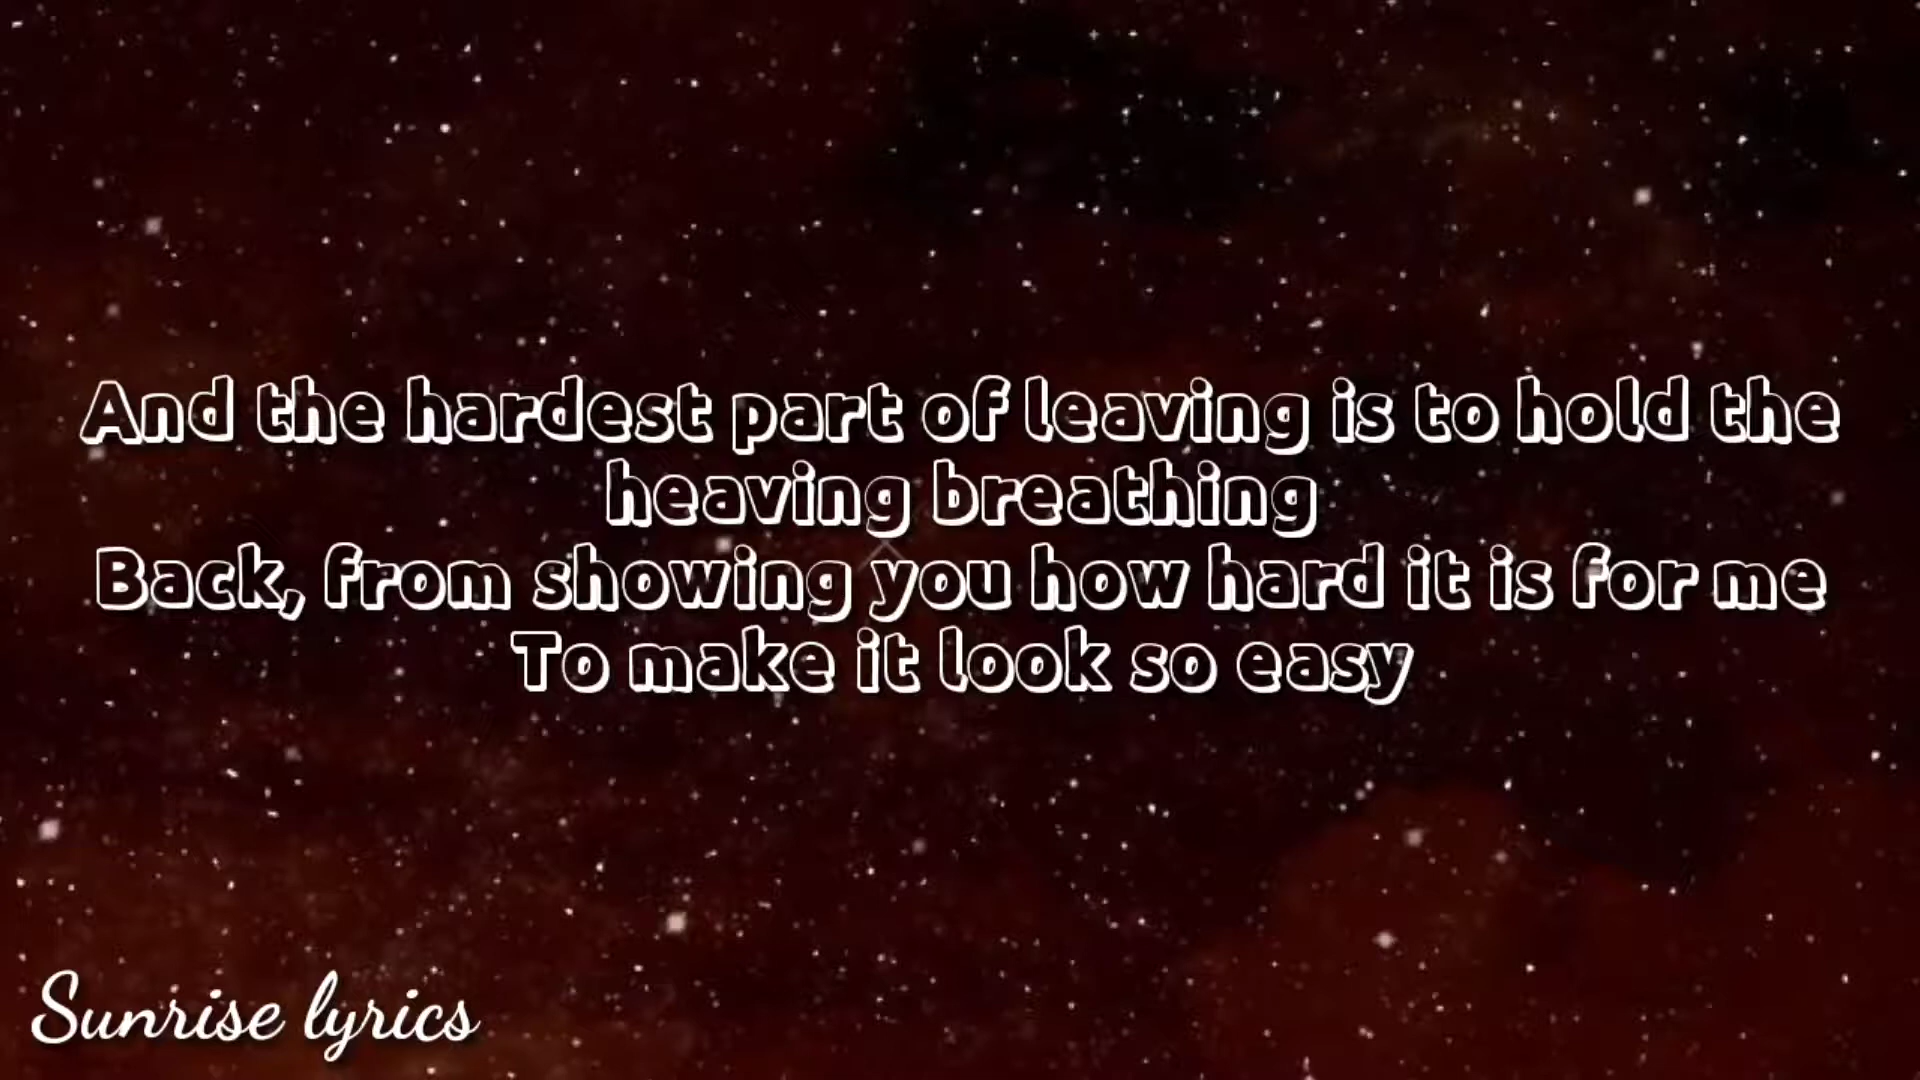 And the hardest part of leaving is to hold the
heaving breathing
Back, from showing you how hard it is for me
To make it look so easy
Sunrise lyrics